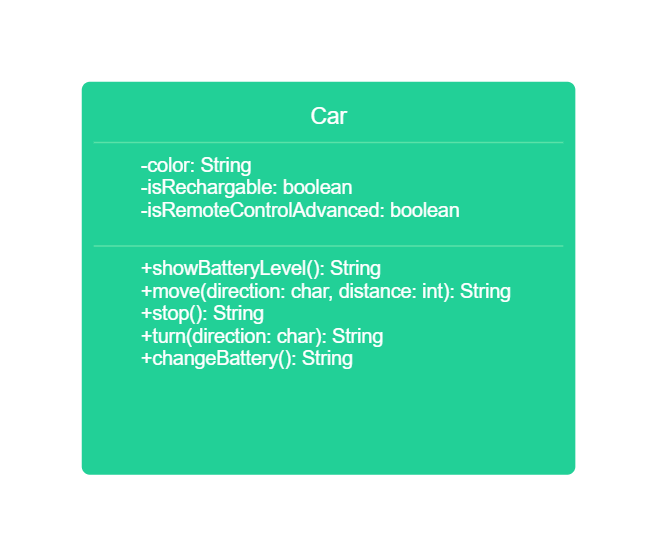 Car
-color: String
-isRechargable: boolean
-isRemoteControlAdvanced: boolean
+showBatteryLevel(): String
+move(direction: char, distance: int): String
+stop(): String
+turn(direction: char): String
+changeBattery(): String